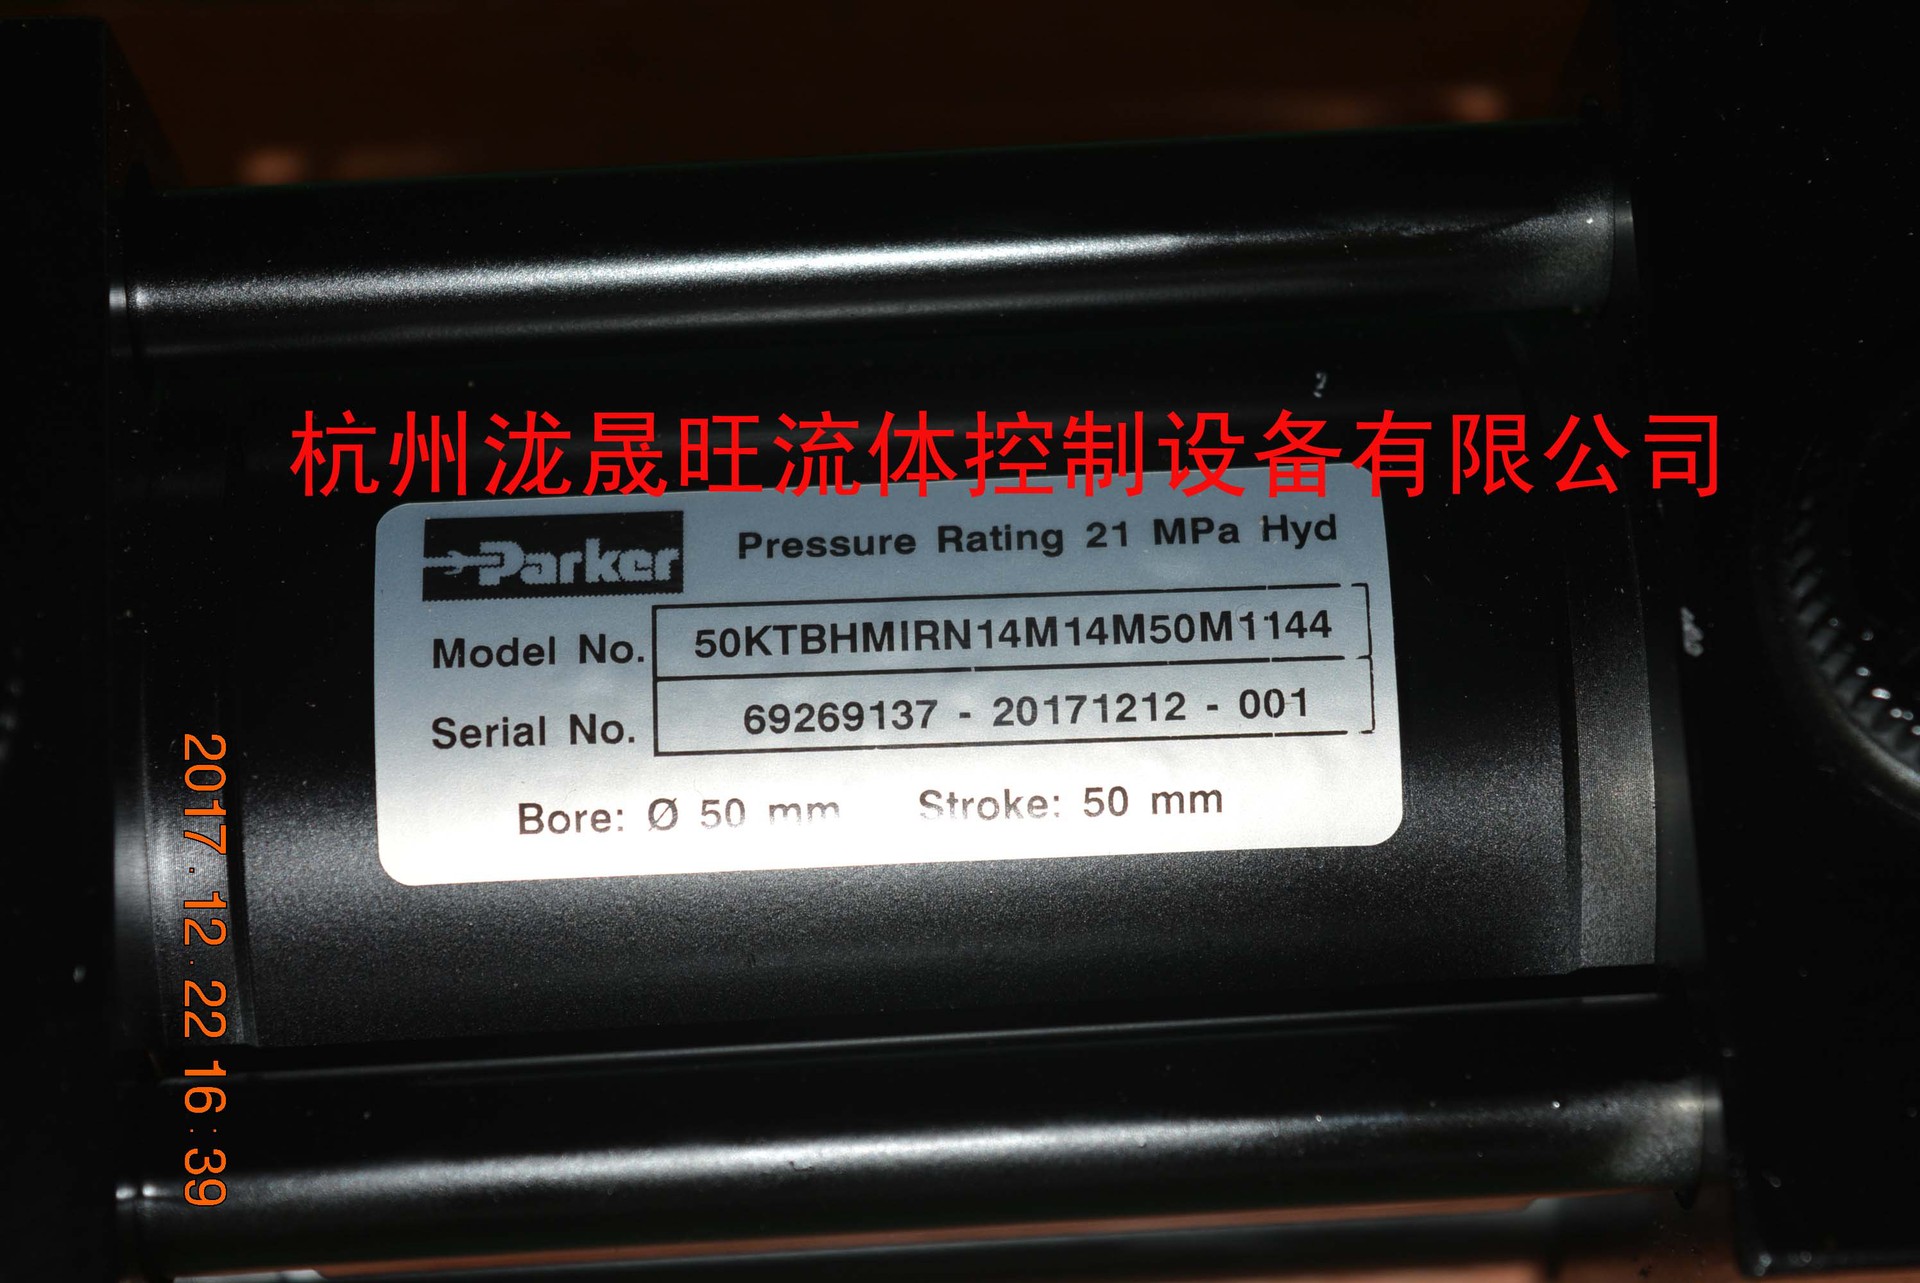 杭州泷晟旺流体控制设备有限公司
Parker
Pressure Rating 21 MPa Hyd
Model No. 50KTBHMIRN14M14M50M1144
Serial No. 69269137 - 20171212 - 001
Bore: Ø 50 mm Stroke: 50 mm
2017.12.22 16:39